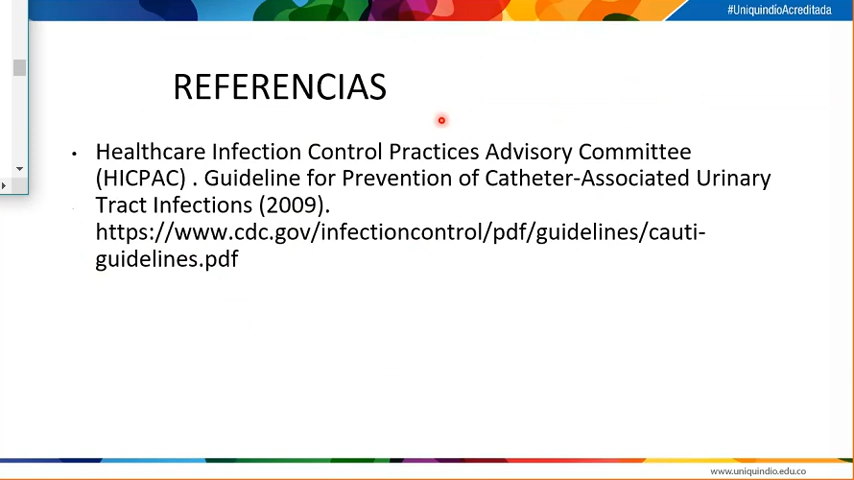 #UniquindíoAcreditada
REFERENCIAS
• Healthcare Infection Control Practices Advisory Committee
(HICPAC) . Guideline for Prevention of Catheter-Associated Urinary
Tract Infections (2009).
https://www.cdc.gov/infectioncontrol/pdf/guidelines/cauti-
guidelines.pdf
www.uniquindio.edu.co